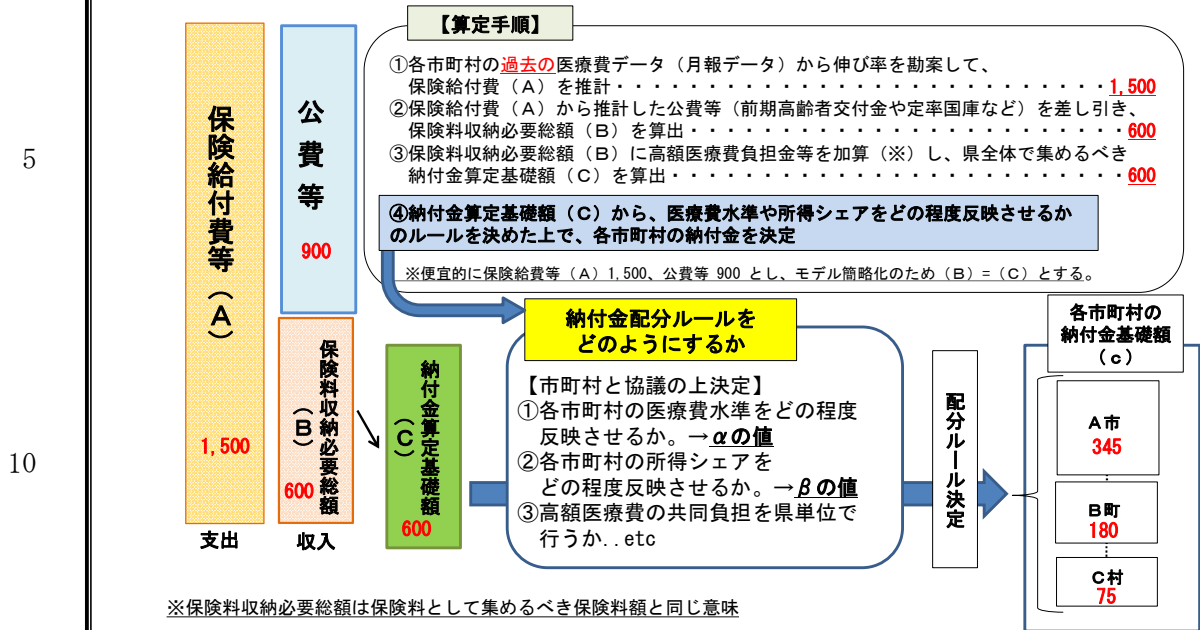 【算定手順】
①各市町村の過去の医療費データ（月報データ）から伸び率を勘案して、
保険給付費（Ａ）を推計・・・・・・・・・・・・・・・・・・・・・・・・・・・1,500
②保険給付費（Ａ）から推計した公費等（前期高齢者交付金や定率国庫など）を差し引き、
保険料収納必要総額（Ｂ）を算出・・・・・・・・・・・・・・・・・・・・・・・・600
③保険料収納必要総額（Ｂ）に高額医療費負担金等を加算（※）し、県全体で集めるべき
納付金算定基礎額（Ｃ）を算出・・・・・・・・・・・・・・・・・・・・・・・・・600
④納付金算定基礎額（Ｃ）から、医療費水準や所得シェアをどの程度反映させるか
のルールを決めた上で、各市町村の納付金を決定
※便宜的に保険給費等（Ａ）1,500、公費等 900 とし、モデル簡略化のため（Ｂ）=（Ｃ）とする。
保険給付費等（Ａ）
1,500
支出
公費等
900
保険料収納必要総額
（Ｂ）
600
収入
納付金算定基礎額
（Ｃ）
600
納付金配分ルールを
どのようにするか
【市町村と協議の上決定】
①各市町村の医療費水準をどの程度
反映させるか。→αの値
②各市町村の所得シェアを
どの程度反映させるか。→βの値
③高額医療費の共同負担を県単位で
行うか..etc
配分ルール決定
各市町村の
納付金基礎額
（ｃ）
Ａ市
345
Ｂ町
180
Ｃ村
75
※保険料収納必要総額は保険料として集めるべき保険料額と同じ意味
5
10